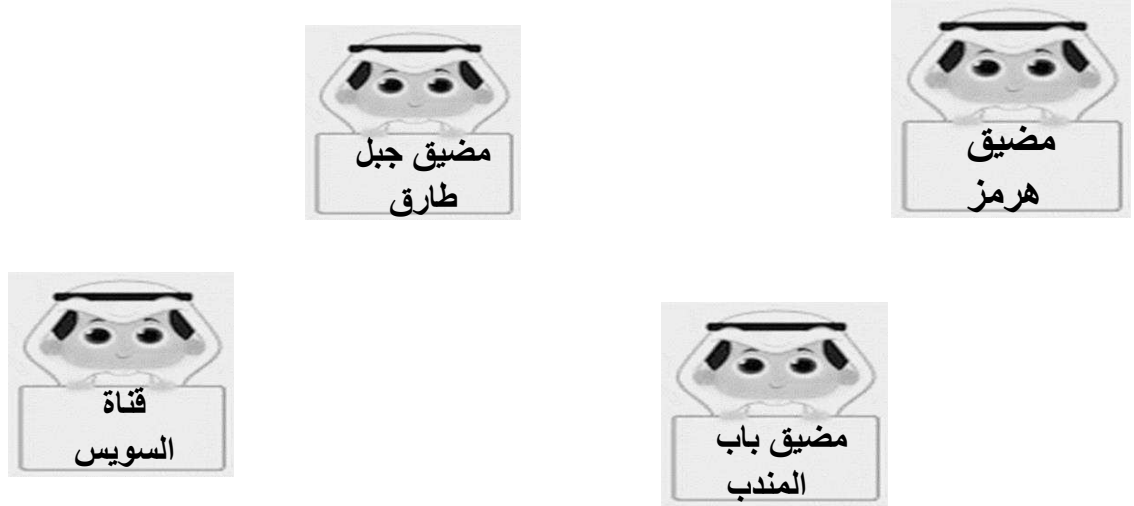 مضيق
هرمز
مضيق جبل
طارق
مضيق باب
المندب
قناة
السويس